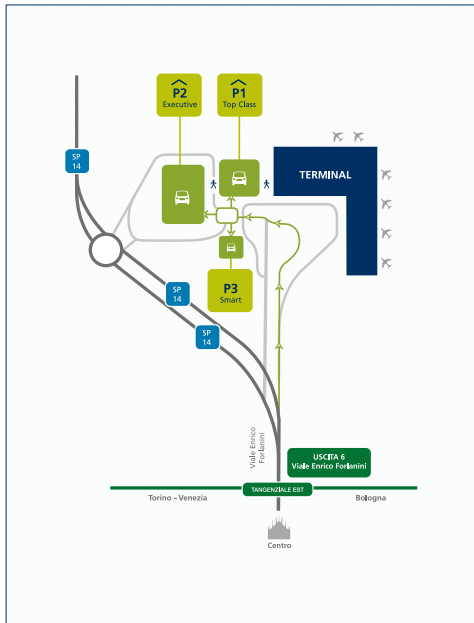 P2
Executive
P1
Top Class
SP
14
TERMINAL
P3
Smart
SP
14
SP
14
Viale Enrico
Forlanini
USCITA 6
Viale Enrico Forlanini
TANGENZIALE EST
Torino - Venezia
Bologna
Centro